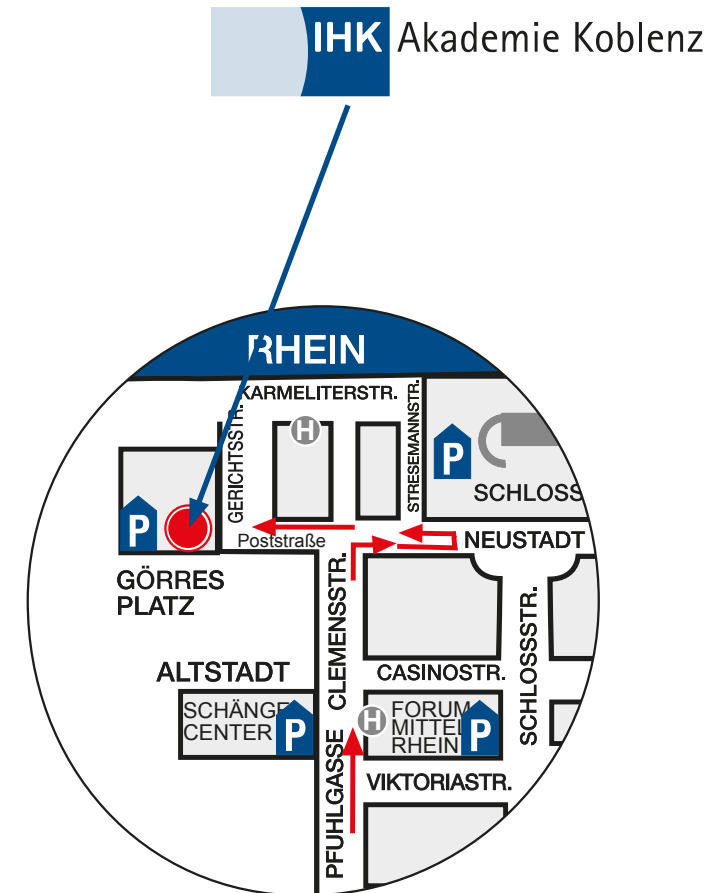 IHK Akademie Koblenz
RHEIN
KARMELITERSTR.
GERICHTSSTR.
H
STRESEMANNSTR.
P
SCHLOSS
P
Poststraße
NEUSTADT
GÖRRES
PLATZ
CLEMENSSTR.
SCHLOSSSTR.
ALTSTADT
CASINOSTR.
SCHÄNGE
CENTER
P
H
FORUM
MITTEL
RHEIN
P
PFUHLGASSE
VIKTORIASTR.